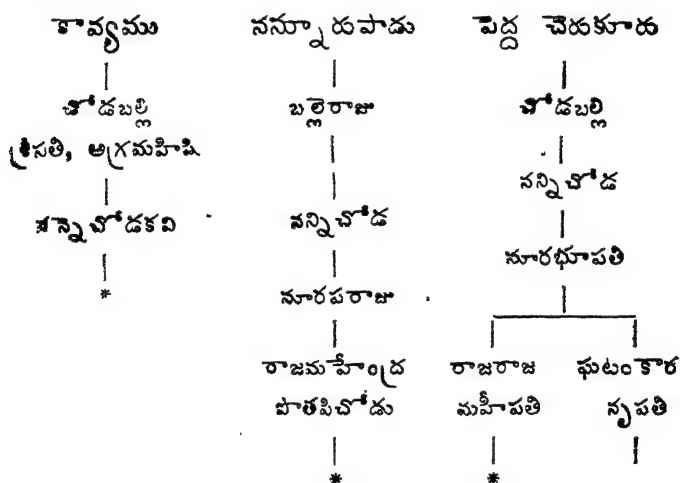 కావ్యము నన్నూరుపాడు పెద్ద చెరుకూరు
చోడబల్లి బల్లెరాజు చోడబల్లి
శ్రీసతి, అగ్రమహిషి
నన్ని చోడ
నన్నెచోడకవి నన్ని చోడ
నూరభూపతి
* నూరపరాజు
రాజమహేంద్ర రాజరాజ ఘటంకార
పోతపిచోడు మహీపతి నృపతి
* *